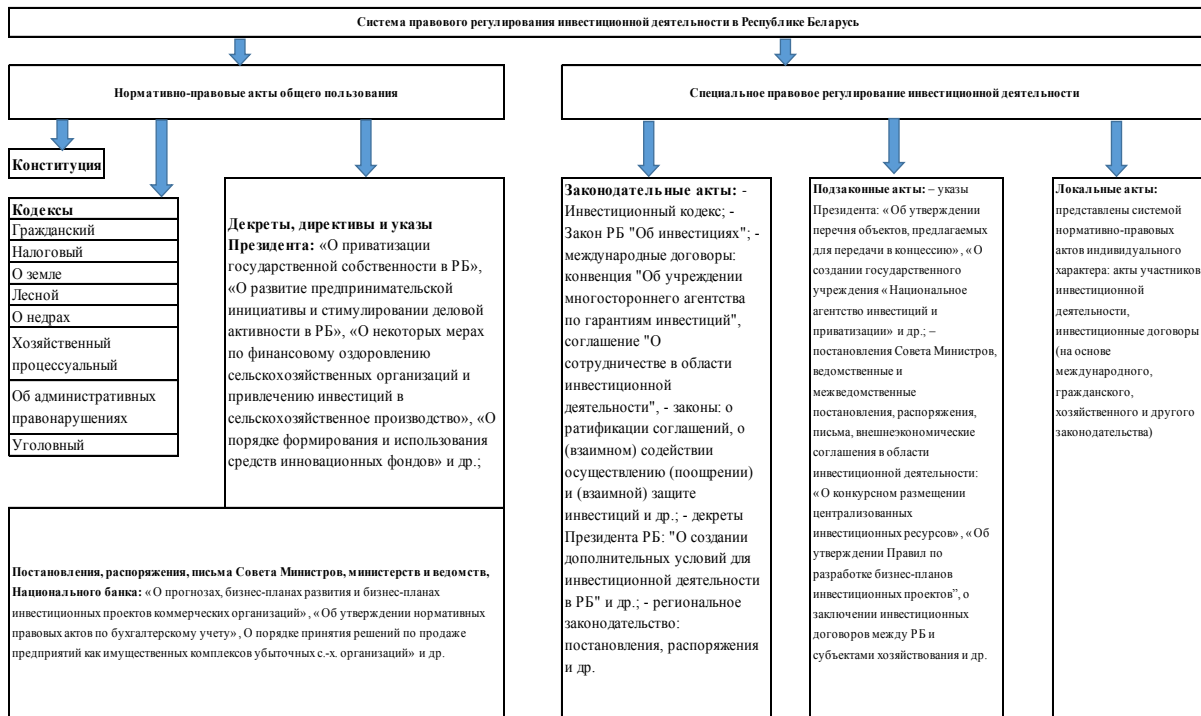 Система правового регулирования инвестиционной деятельности в Республике Беларусь
Нормативно-правовые акты общего пользования
Специальное правовое регулирование инвестиционной деятельности
Конституция
Кодексы
Гражданский
Налоговый
О земле
Лесной
О недрах
Хозяйственный
процессуальный
Об административных
правонарушениях
Уголовный
Декреты, директивы и указы
Президента: «О приватизации
государственной собственности в РБ»,
«О развитие предпринимательской
инициативы и стимулировании деловой
активности в РБ», «О некоторых мерах
по финансовому оздоровлению
сельскохозяйственных организаций и
привлечению инвестиций в
сельскохозяйственное производство», «О
порядке формирования и использования
средств инновационных фондов» и др.;
Постановления, распоряжения, письма Совета Министров, министерств и ведомств,
Национального банка: «О прогнозах, бизнес-планах развития и бизнес-планах
инвестиционных проектов коммерческих организаций», «Об утверждении нормативных
правовых актов по бухгалтерскому учету», О порядке принятия решений по продаже
предприятий как имущественных комплексов убыточных с.-х. организаций» и др.
Законодательные акты: -
Инвестиционный кодекс; -
Закон РБ "Об инвестициях"; -
международные договоры:
конвенция "Об учреждении
многостороннего агентства
по гарантиям инвестиций",
соглашение "О
сотрудничестве в области
инвестиционной
деятельности", - законы: о
ратификации соглашений, о
(взаимном) содействии
осуществлению (поощрении)
и (взаимной) защите
инвестиций и др.; - декреты
Президента РБ: "О создании
дополнительных условий для
инвестиционной деятельности
в РБ" и др.; - региональное
законодательство:
постановления, распоряжения
и др.
Подзаконные акты: – указы
Президента: «Об утверждении
перечня объектов, предлагаемых
для передачи в концессию», «О
создании государственного
учреждения «Национальное
агентство инвестиций и
приватизации» и др.; –
постановления Совета Министров,
ведомственные и
межведомственные
постановления, распоряжения,
письма, внешнеэкономические
соглашения в области
инвестиционной деятельности:
«О конкурсном размещении
централизованных
инвестиционных ресурсов», «Об
утверждении Правил по
разработке бизнес-планов
инвестиционных проектов”, о
заключении инвестиционных
договоров между РБ и
субъектами хозяйствования и др.
Локальные акты:
представлены системой
нормативно-правовых
актов индивидуального
характера: акты участников
инвестиционной
деятельности,
инвестиционные договоры
(на основе
международного,
гражданского,
хозяйственного и другого
законодательства)